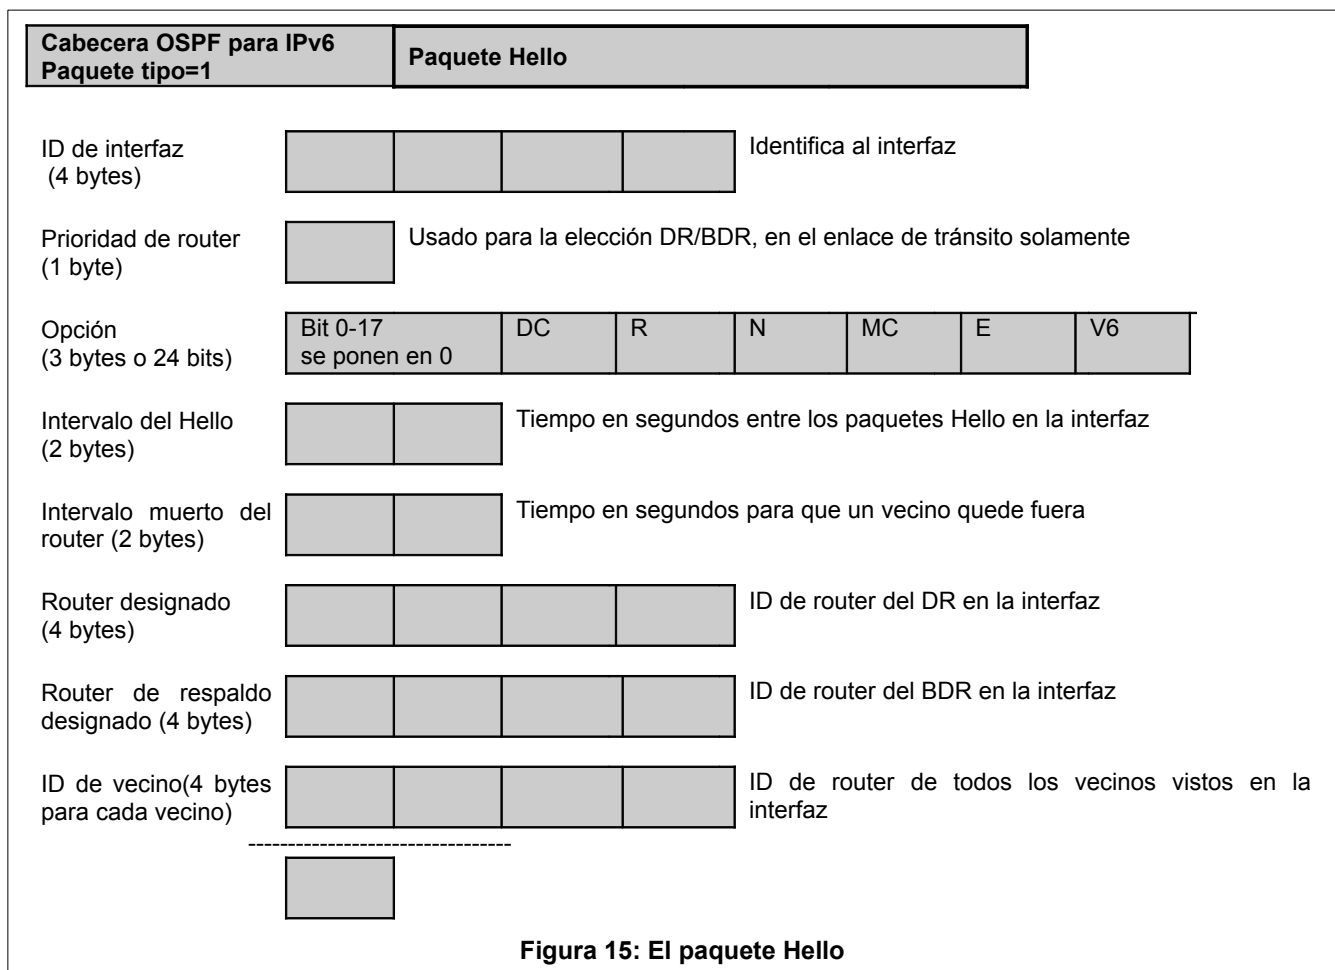 Cabecera OSPF para IPv6
Paquete tipo=1
Paquete Hello
ID de interfaz
(4 bytes)
Identifica al interfaz
Prioridad de router
(1 byte)
Usado para la elección DR/BDR, en el enlace de tránsito solamente
Opción
(3 bytes o 24 bits)
Bit 0-17
se ponen en 0
DC
R
N
MC
E
V6
Intervalo del Hello
(2 bytes)
Tiempo en segundos entre los paquetes Hello en la interfaz
Intervalo muerto del
router (2 bytes)
Tiempo en segundos para que un vecino quede fuera
Router designado
(4 bytes)
ID de router del DR en la interfaz
Router de respaldo
designado (4 bytes)
ID de router del BDR en la interfaz
ID de vecino(4 bytes
para cada vecino)
ID de router de todos los vecinos vistos en la
interfaz
---------------------------------
Figura 15: El paquete Hello